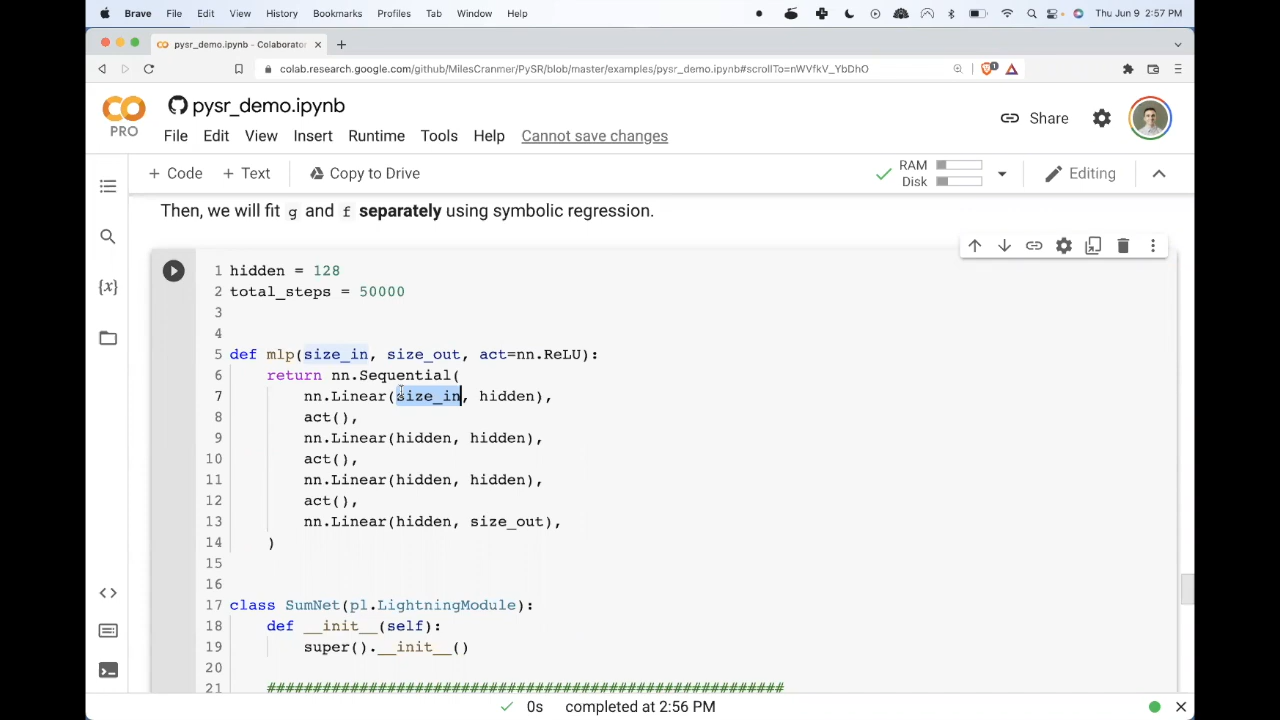 Brave File Edit View History Bookmarks Profiles Tab Window Help Thu Jun 9 2:57 PM
pysr_demo.ipynb - Colaborator
colab.research.google.com/github/MilesCranmer/PySR/blob/master/examples/pysr_demo.ipynb#scrollTo=nWVfkV_YbDhO
PRO
pysr_demo.ipynb
File Edit View Insert Runtime Tools Help Cannot save changes
Share
+ Code + Text Copy to Drive
RAM
Disk
Editing
Then, we will fit g and f separately using symbolic regression.
1 hidden = 128
2 total_steps = 50000
3
4
5 def mlp(size_in, size_out, act=nn.ReLU):
6 return nn.Sequential(
7 nn.Linear(size_in, hidden),
8 act(),
9 nn.Linear(hidden, hidden),
10 act(),
11 nn.Linear(hidden, hidden),
12 act(),
13 nn.Linear(hidden, size_out),
14 )
15
16
17 class SumNet(pl.LightningModule):
18 def __init__(self):
19 super().__init__()
20
21 ########################################################
0s completed at 2:56 PM